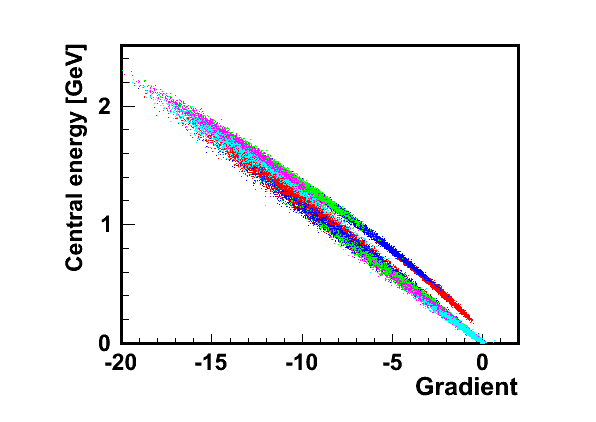 Central energy [GeV]
2
1
0
-20 -15 -10 -5 0
Gradient